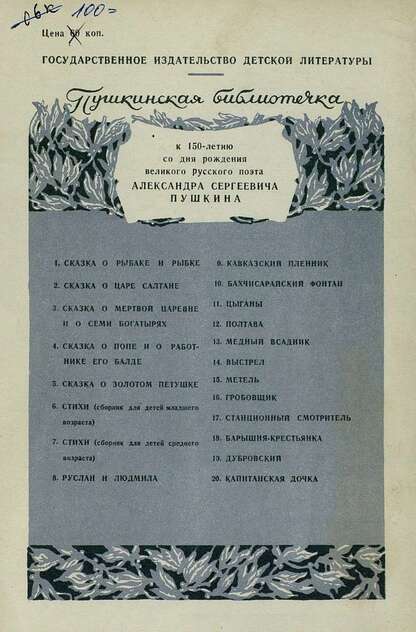 100=
Цена 60 коп.
ГОСУДАРСТВЕННОЕ ИЗДАТЕЛЬСТВО ДЕТСКОЙ ЛИТЕРАТУРЫ
Пушкинская библиотечка
к 150-летию
со дня рождения
великого русского поэта
АЛЕКСАНДРА СЕРГЕЕВИЧА
ПУШКИНА
1. СКАЗКА О РЫБАКЕ И РЫБКЕ
2. СКАЗКА О ЦАРЕ САЛТАНЕ
3. СКАЗКА О МЕРТВОЙ ЦАРЕВНЕ
И О СЕМИ БОГАТЫРЯХ
4. СКАЗКА О ПОПЕ И О РАБОТ-
НИКЕ ЕГО БАЛДЕ
5. СКАЗКА О ЗОЛОТОМ ПЕТУШКЕ
6. СТИХИ (сборник для детей младшего
возраста)
7. СТИХИ (сборник для детей среднего
возраста)
8. РУСЛАН И ЛЮДМИЛА
9. КАВКАЗСКИЙ ПЛЕННИК
10. БАХЧИСАРАЙСКИЙ ФОНТАН
11. ЦЫГАНЫ
12. ПОЛТАВА
13. МЕДНЫЙ ВСАДНИК
14. ВЫСТРЕЛ
15. МЕТЕЛЬ
16. ГРОБОВЩИК
17. СТАНЦИОННЫЙ СМОТРИТЕЛЬ
18. БАРЫШНЯ-КРЕСТЬЯНКА
19. ДУБРОВСКИЙ
20. КАПИТАНСКАЯ ДОЧКА